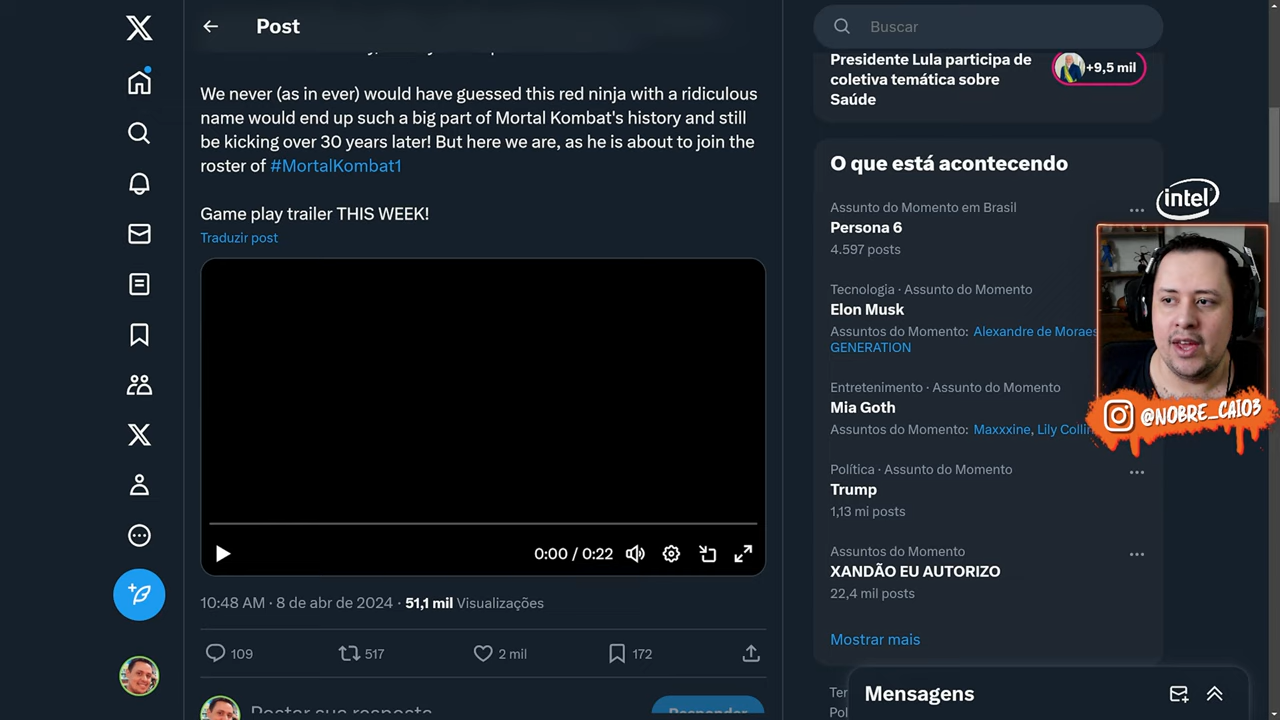 Post
We never (as in ever) would have guessed this red ninja with a ridiculous
name would end up such a big part of Mortal Kombat's history and still
be kicking over 30 years later! But here we are, as he is about to join the
roster of #MortalKombat1
Game play trailer THIS WEEK!
Traduzir post
0:00 / 0:22
10:48 AM · 8 de abr de 2024 · 51,1 mil Visualizações
109
517
2 mil
172
Postar sua resposta
Responder
Buscar
Presidente Lula participa de
coletiva temática sobre
Saúde
+9,5 mil
O que está acontecendo
Assunto do Momento em Brasil
Persona 6
4.597 posts
Tecnologia · Assunto do Momento
Elon Musk
Assuntos do Momento: Alexandre de Moraes
GENERATION
Entretenimento · Assunto do Momento
Mia Goth
Assuntos do Momento: Maxxxine, Lily Collin
Política · Assunto do Momento
Trump
1,13 mi posts
Assuntos do Momento
XANDÃO EU AUTORIZO
22,4 mil posts
Mostrar mais
Mensagens
intel
@NOBRE_CAIO3